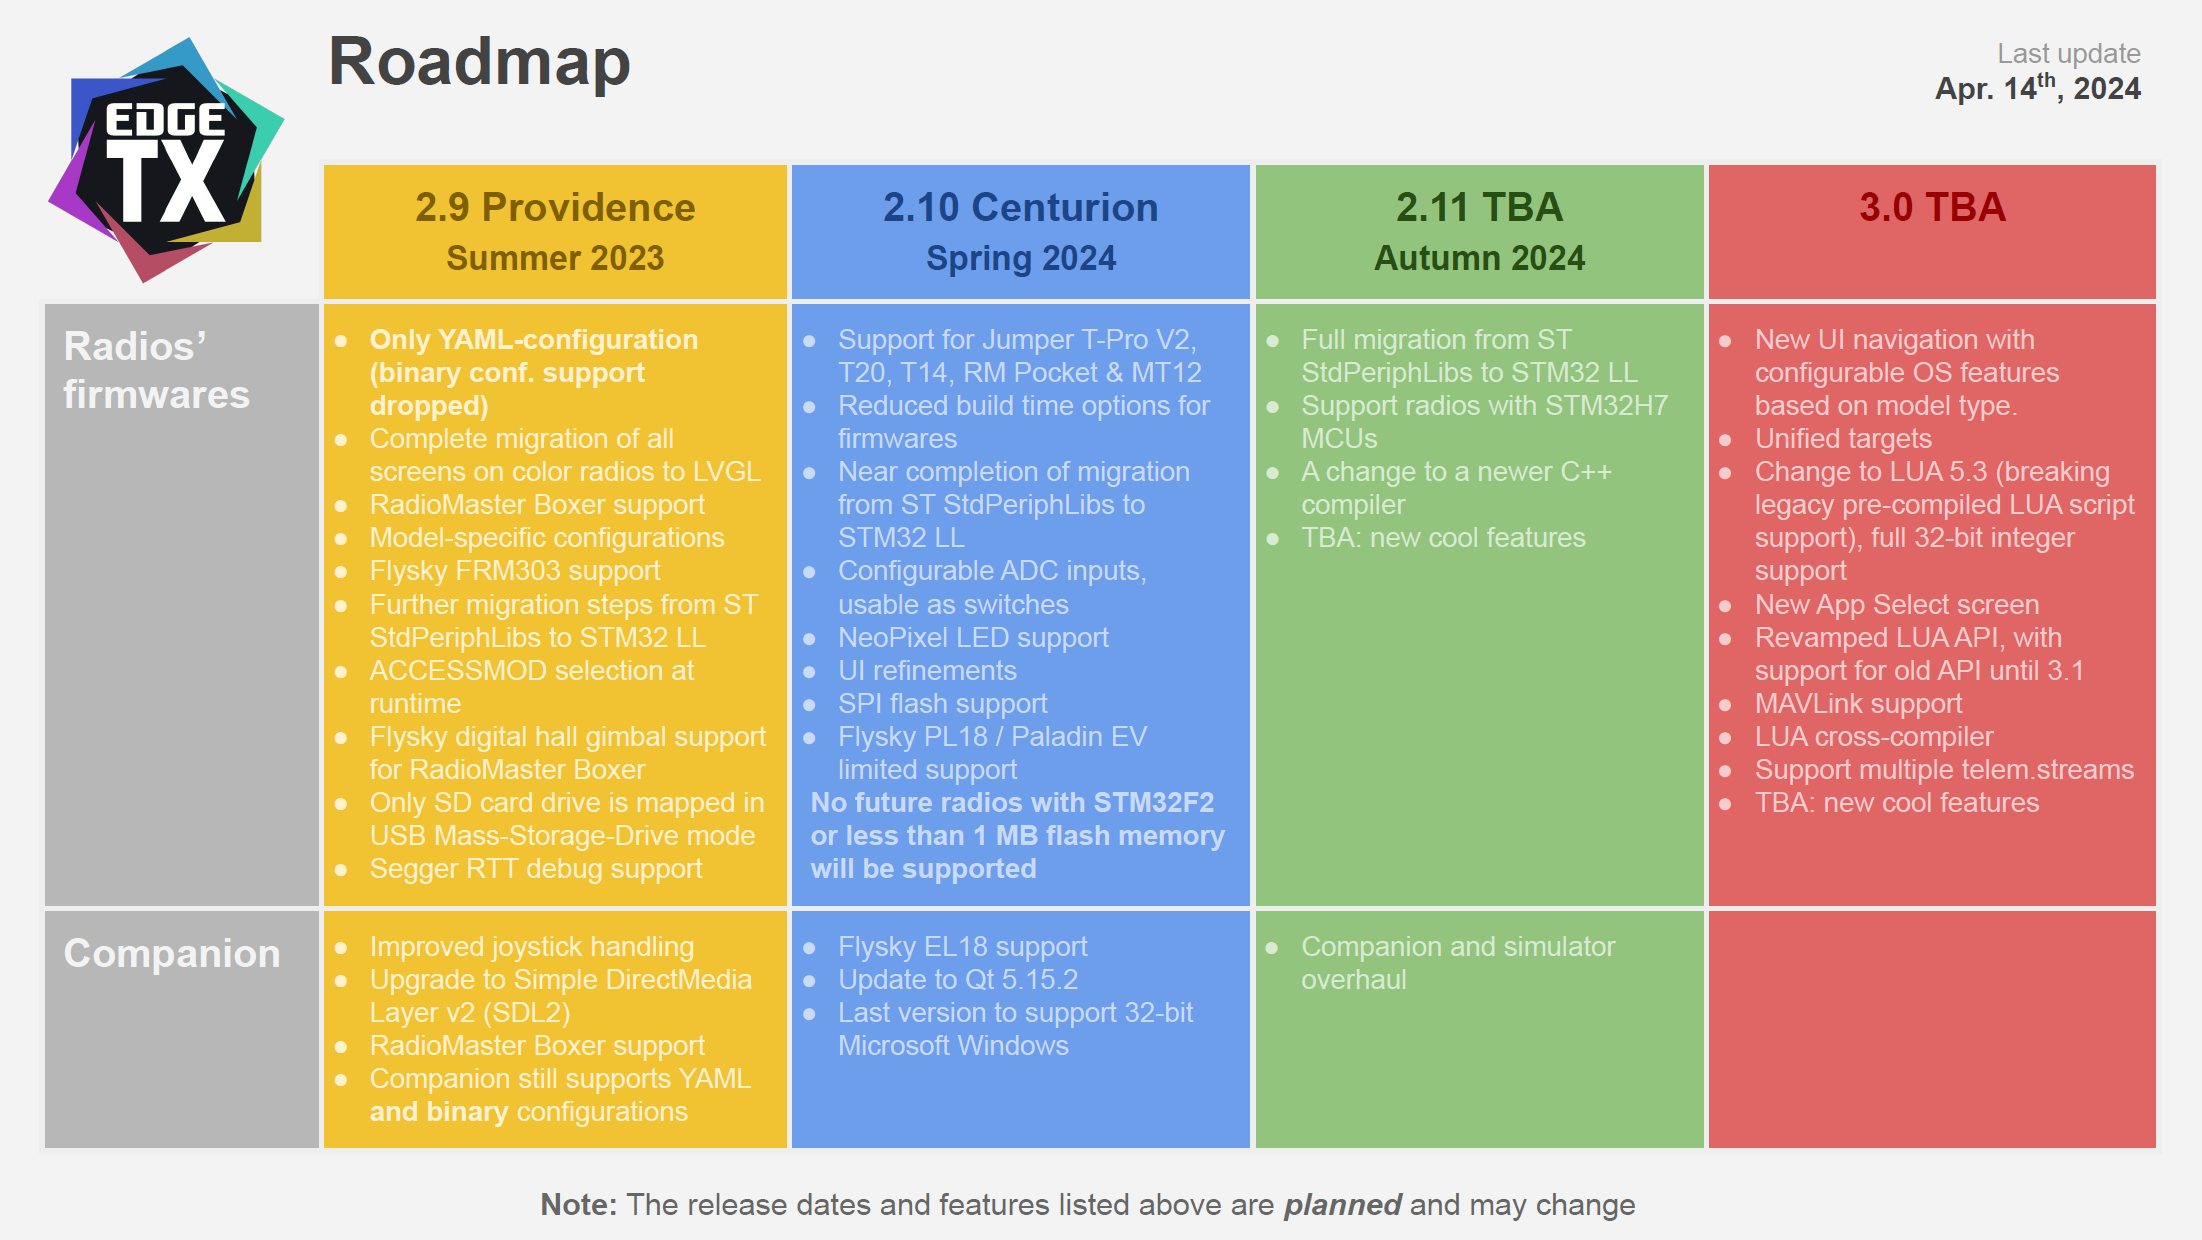 EDGE
TX
Roadmap
Last update
Apr. 14th, 2024
2.9 Providence
Summer 2023
2.10 Centurion
Spring 2024
2.11 TBA
Autumn 2024
3.0 TBA
Radios’
firmwares
● Only YAML-configuration
(binary conf. support
dropped)
● Complete migration of all
screens on color radios to LVGL
● RadioMaster Boxer support
● Model-specific configurations
● Flysky FRM303 support
● Further migration steps from ST
StdPeriphLibs to STM32 LL
● ACCESSMOD selection at
runtime
● Flysky digital hall gimbal support
for RadioMaster Boxer
● Only SD card drive is mapped in
USB Mass-Storage-Drive mode
● Segger RTT debug support
● Support for Jumper T-Pro V2,
T20, T14, RM Pocket & MT12
● Reduced build time options for
firmwares
● Near completion of migration
from ST StdPeriphLibs to
STM32 LL
● Configurable ADC inputs,
usable as switches
● NeoPixel LED support
● UI refinements
● SPI flash support
● Flysky PL18 / Paladin EV
limited support
No future radios with STM32F2
or less than 1 MB flash memory
will be supported
● Full migration from ST
StdPeriphLibs to STM32 LL
● Support radios with STM32H7
MCUs
● A change to a newer C++
compiler
● TBA: new cool features
● New UI navigation with
configurable OS features
based on model type.
● Unified targets
● Change to LUA 5.3 (breaking
legacy pre-compiled LUA script
support), full 32-bit integer
support
● New App Select screen
● Revamped LUA API, with
support for old API until 3.1
● MAVLink support
● LUA cross-compiler
● Support multiple telem.streams
● TBA: new cool features
Companion
● Improved joystick handling
● Upgrade to Simple DirectMedia
Layer v2 (SDL2)
● RadioMaster Boxer support
● Companion still supports YAML
and binary configurations
● Flysky EL18 support
● Update to Qt 5.15.2
● Last version to support 32-bit
Microsoft Windows
● Companion and simulator
overhaul
Note: The release dates and features listed above are planned and may change